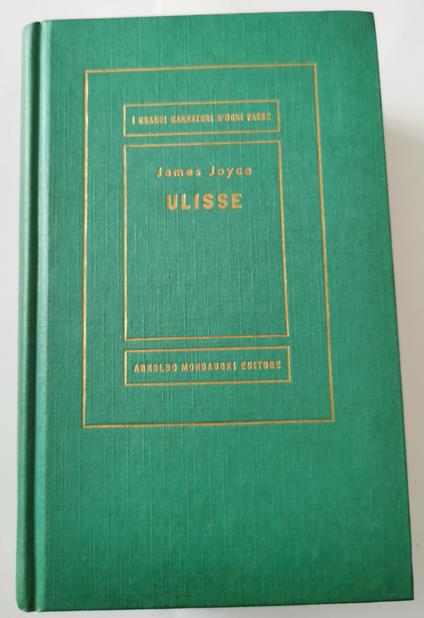 I GRANDI NARRATORI D'OGNI PAESE
James Joyce
ULISSE
ARNOLDO MONDADORI EDITORE